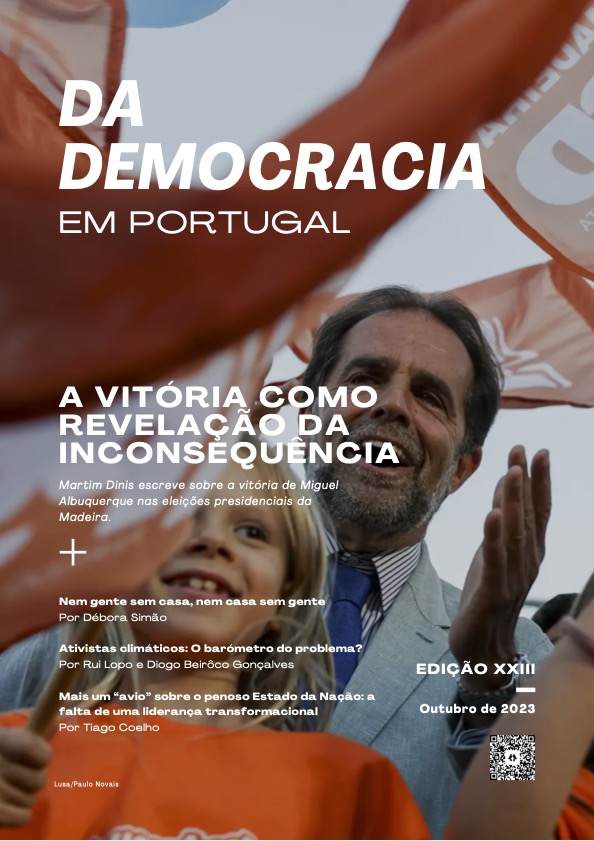 DA
DEMOCRACIA
EM PORTUGAL
A VITÓRIA COMO
REVELAÇÃO DA
INCONSEQUÊNCIA
Martim Dinis escreve sobre a vitória de Miguel
Albuquerque nas eleições presidenciais da
Madeira.
Nem gente sem casa, nem casa sem gente
Por Débora Simão
Ativistas climáticos: O barómetro do problema?
Por Rui Lopo e Diogo Beirôco Gonçalves
Mais um “avio” sobre o penoso Estado da Nação: a
falta de uma liderança transformacional
Por Tiago Coelho
EDIÇÃO XXIII
Outubro de 2023
Lusa/Paulo Novais